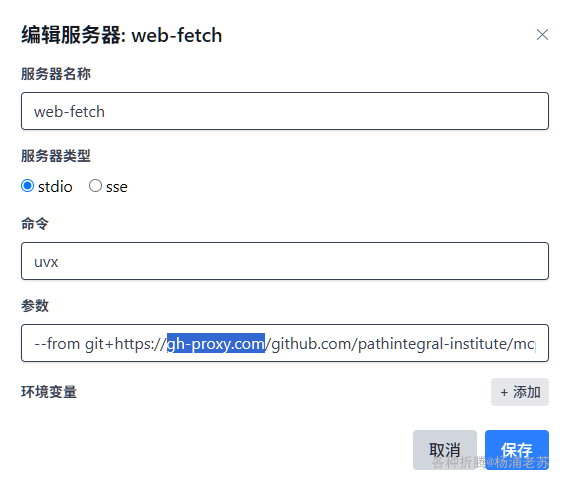 编辑服务器: web-fetch
服务器名称
web-fetch
服务器类型
stdio sse
命令
uvx
参数
--from git+https://gh-proxy.com/github.com/pathintegral-institute/mcp
环境变量
+ 添加
取消
保存
各种折腾@杨浦老苏